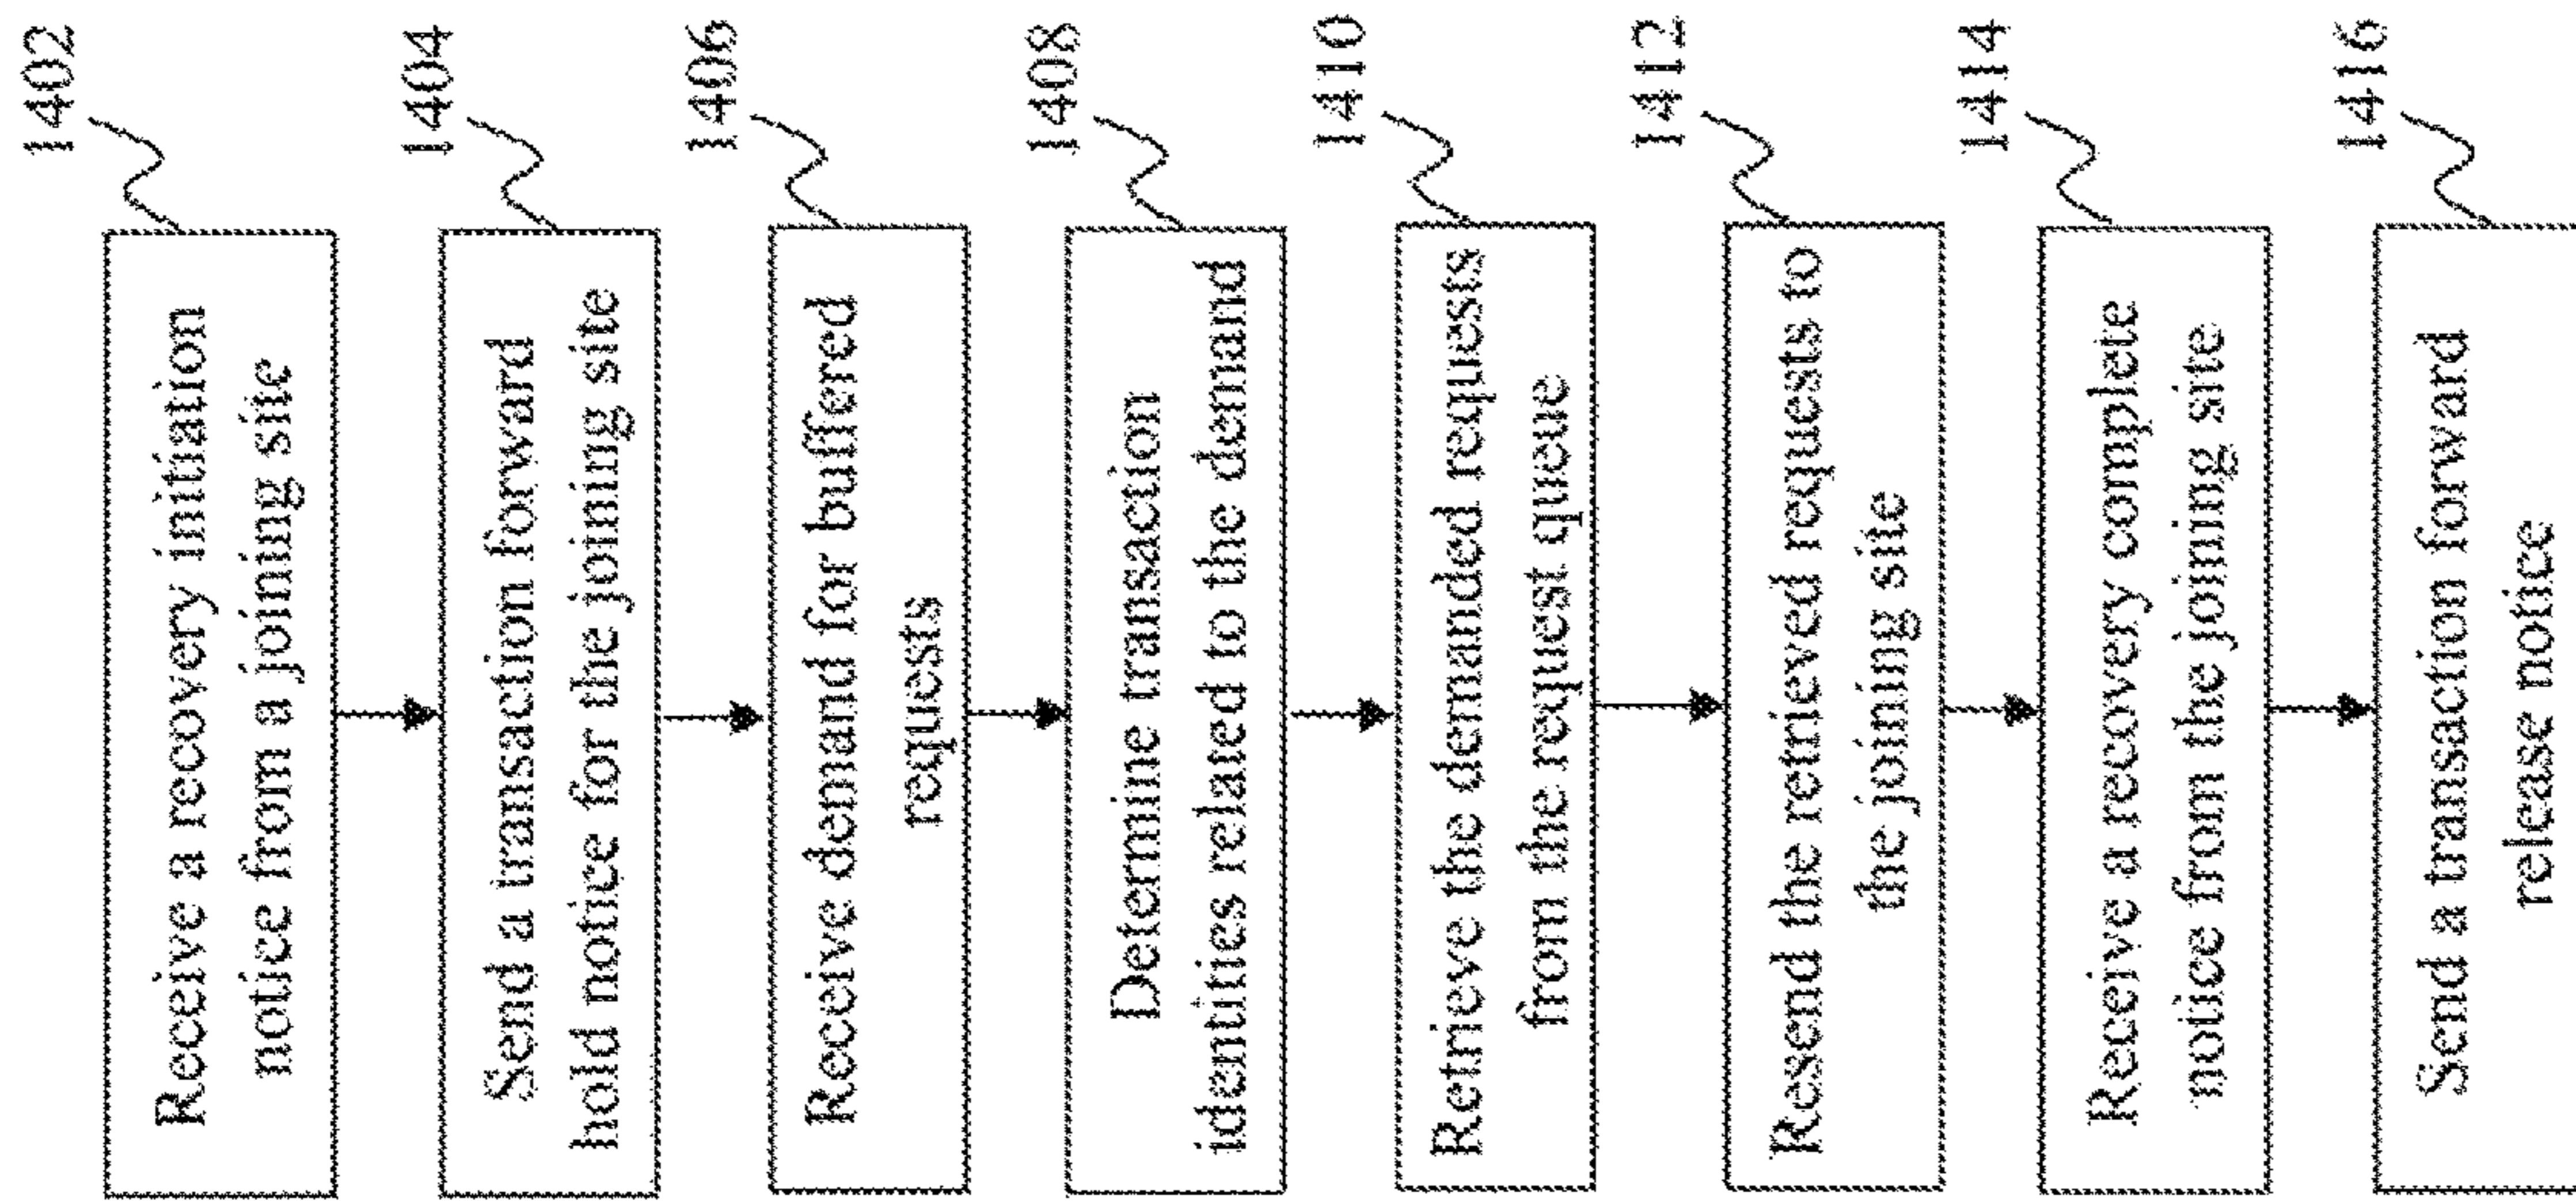 1402
Receive a recovery initiation
notice from a joining site
1404
Send a transaction forward
hold notice for the joining site
1406
Receive demand for buffered
requests
1408
Determine transaction
identities related to the demand
1410
Retrieve the demanded requests
from the request queue
1412
Resend the retrieved requests to
the joining site
1414
Receive a recovery complete
notice from the joining site
1416
Send a transaction forward
release notice